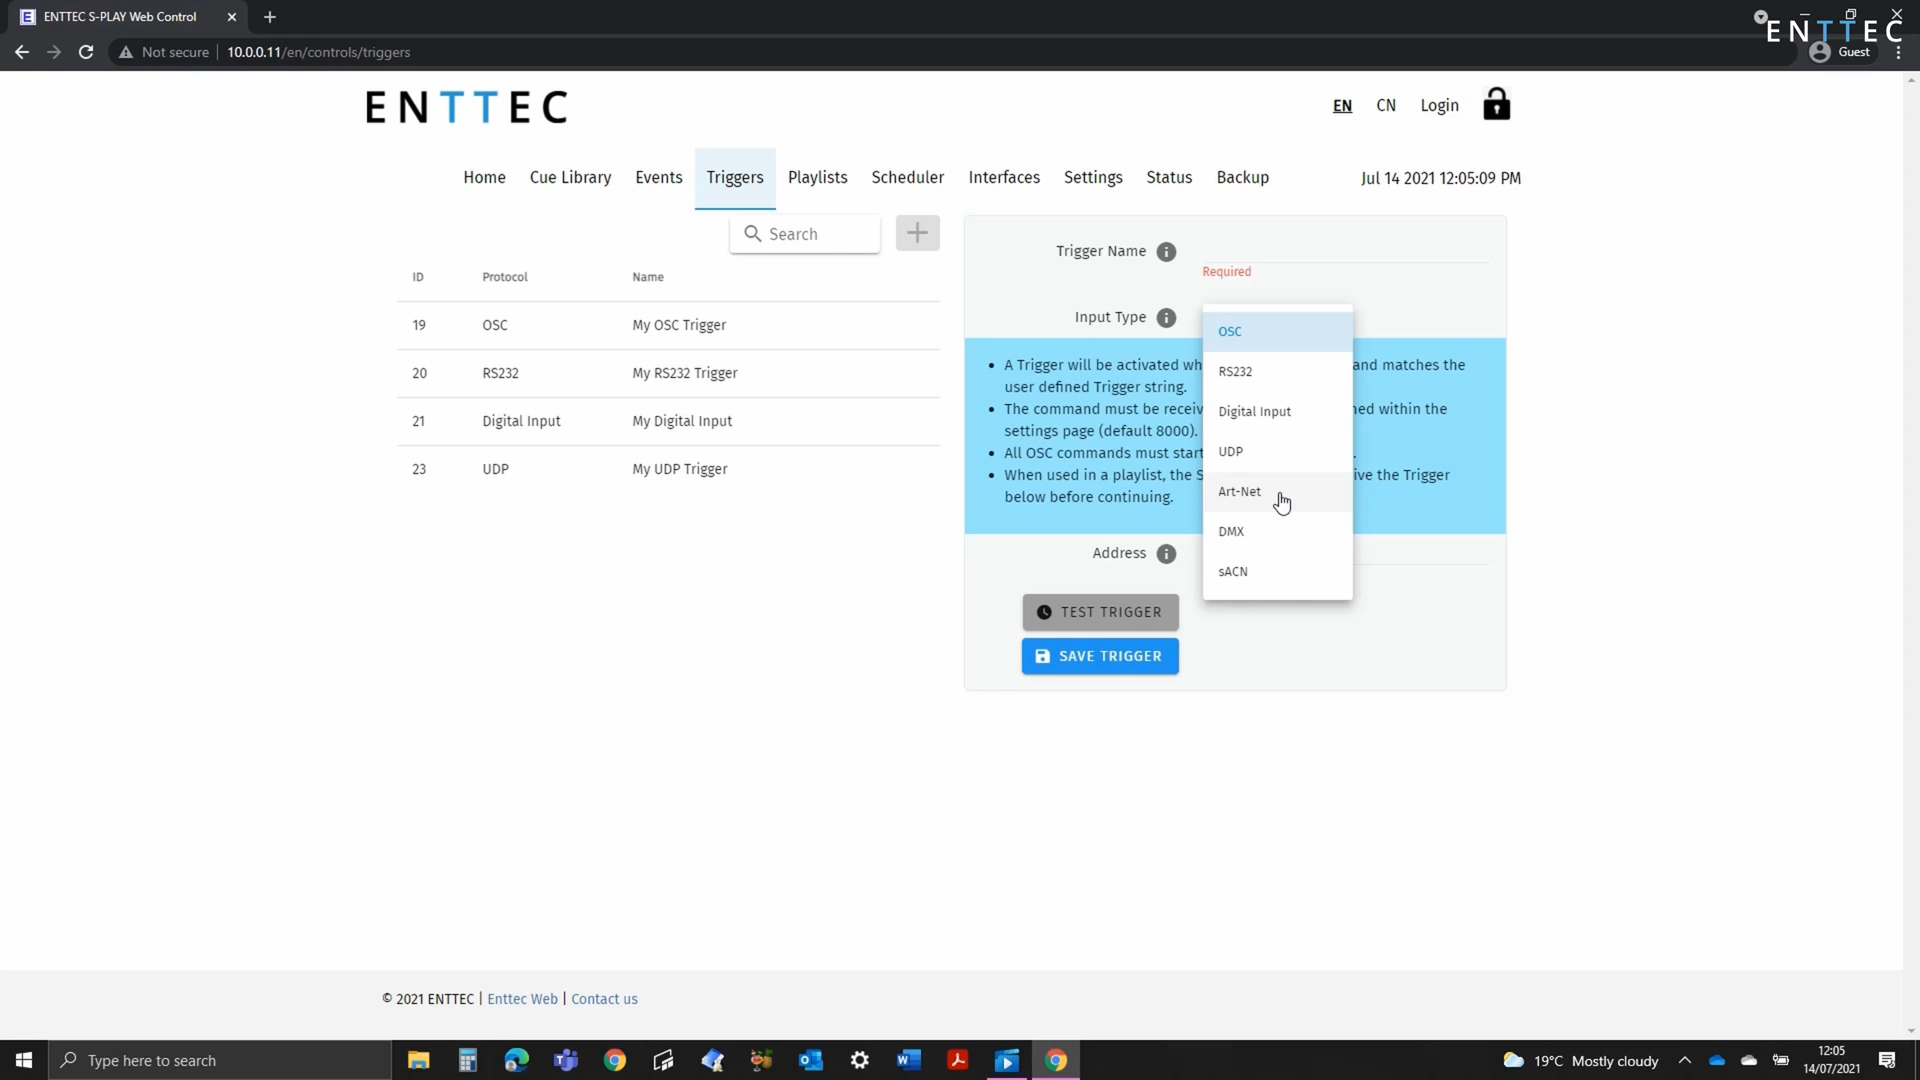 ENTTEC S-PLAY Web Control
ENTTEC
Not secure | 10.0.0.11/en/controls/triggers
Guest
ENTTEC
EN CN Login
Home Cue Library Events Triggers Playlists Scheduler Interfaces Settings Status Backup Jul 14 2021 12:05:09 PM
Search
ID Protocol Name
19 OSC My OSC Trigger
20 RS232 My RS232 Trigger
21 Digital Input My Digital Input
23 UDP My UDP Trigger
Trigger Name
Required
Input Type
OSC
RS232
Digital Input
UDP
Art-Net
DMX
sACN
• A Trigger will be activated wh and matches the
user defined Trigger string.
• The command must be receiv ned within the
settings page (default 8000).
• All OSC commands must start .
• When used in a playlist, the S ive the Trigger
below before continuing.
Address
TEST TRIGGER
SAVE TRIGGER
© 2021 ENTTEC | Enttec Web | Contact us
Type here to search
19°C Mostly cloudy
12:05
14/07/2021